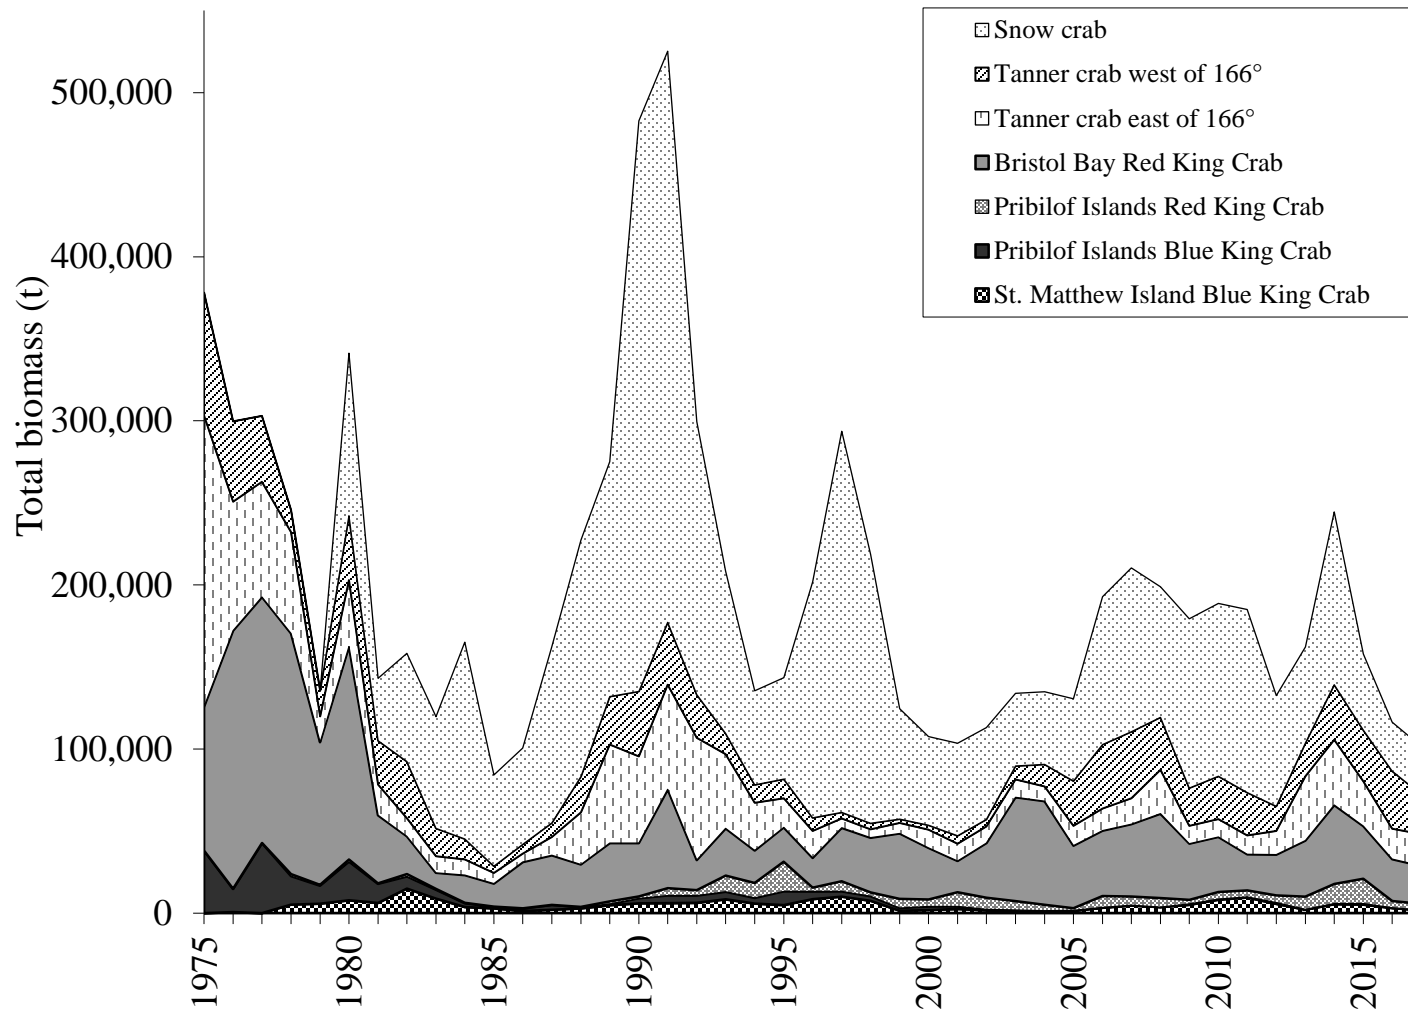 Snow crab
Tanner crab west of 166°
Tanner crab east of 166°
Bristol Bay Red King Crab
Pribilof Islands Red King Crab
Pribilof Islands Blue King Crab
St. Matthew Island Blue King Crab
Total biomass (t)
500,000
400,000
300,000
200,000
100,000
0
1975
1980
1985
1990
1995
2000
2005
2010
2015